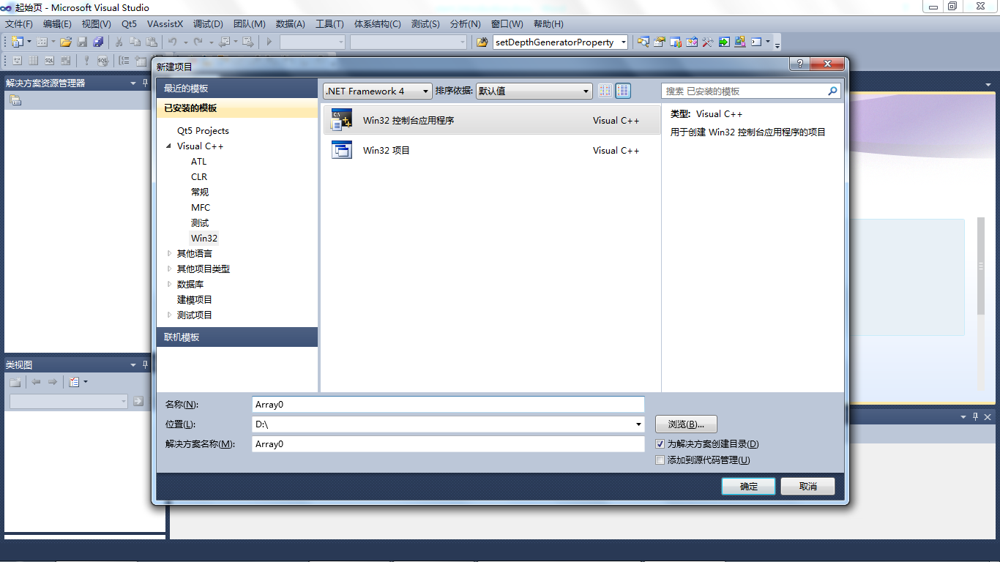 起始页 - Microsoft Visual Studio
文件(F) 编辑(E) 视图(V) Qt5 VAssistX 调试(D) 团队(M) 数据(A) 工具(T) 体系结构(C) 测试(S) 分析(N) 窗口(W) 帮助(H)
setDepthGeneratorProperty
新建项目
解决方案资源管理器
最近的模板
.NET Framework 4 排序依据: 默认值
搜索 已安装的模板
已安装的模板
Qt5 Projects
Visual C++
ATL
CLR
常规
MFC
测试
Win32
其他语言
其他项目类型
数据库
建模项目
测试项目
联机模板
Win32 控制台应用程序 Visual C++
Win32 项目 Visual C++
类型: Visual C++
用于创建 Win32 控制台应用程序的项目
类视图
名称(N): Array0
位置(L): D:\ 浏览(B)...
解决方案名称(M): Array0 为解决方案创建目录(D)
添加到源代码管理(U)
确定 取消